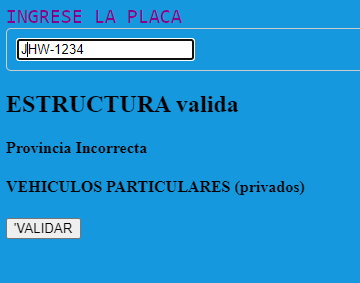 INGRESE LA PLACA
JHW-1234
ESTRUCTURA valida
Provincia Incorrecta
VEHICULOS PARTICULARES (privados)
'VALIDAR